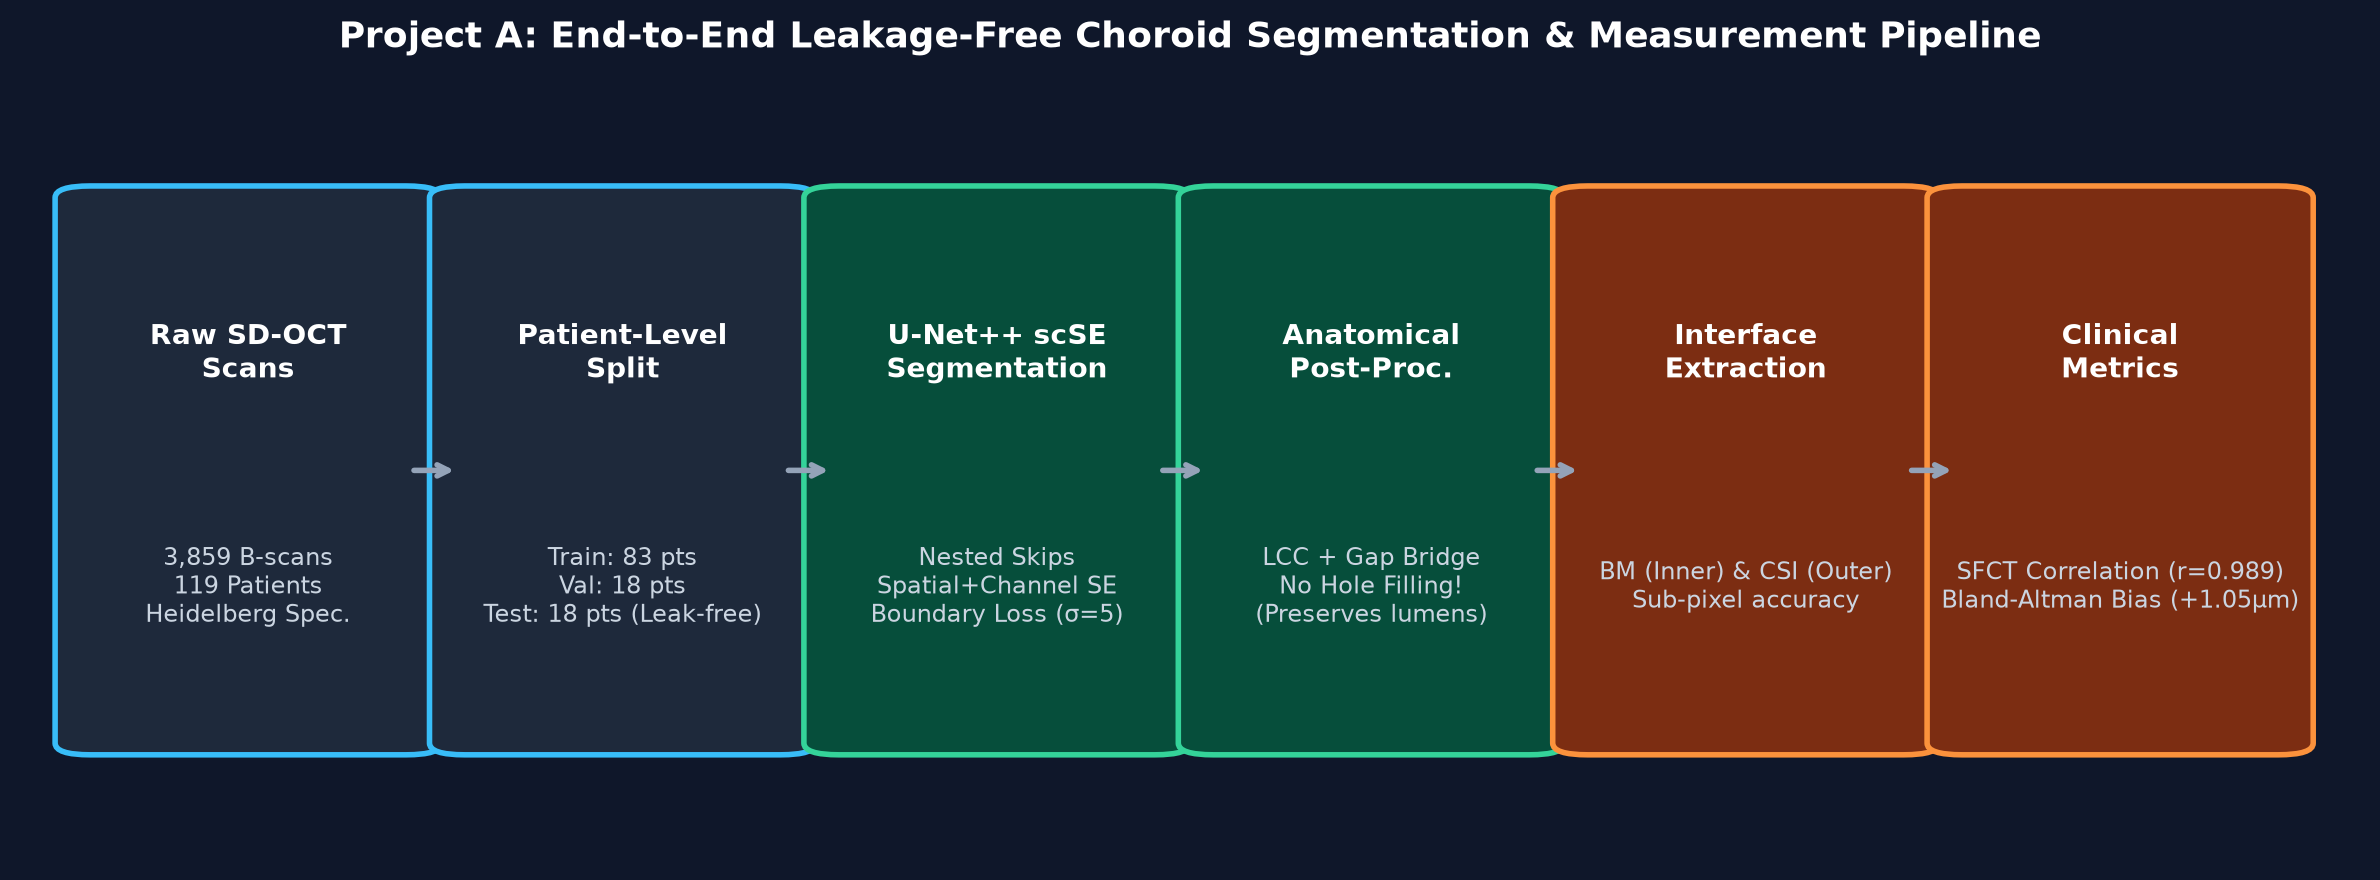 Project A: End-to-End Leakage-Free Choroid Segmentation & Measurement Pipeline
Raw SD-OCT
Scans
3,859 B-scans
119 Patients
Heidelberg Spec.
Patient-Level
Split
Train: 83 pts
Val: 18 pts
Test: 18 pts (Leak-free)
U-Net++ scSE
Segmentation
Nested Skips
Spatial+Channel SE
Boundary Loss (σ=5)
Anatomical
Post-Proc.
LCC + Gap Bridge
No Hole Filling!
(Preserves lumens)
Interface
Extraction
BM (Inner) & CSI (Outer)
Sub-pixel accuracy
Clinical
Metrics
SFCT Correlation (r=0.989)
Bland-Altman Bias (+1.05μm)